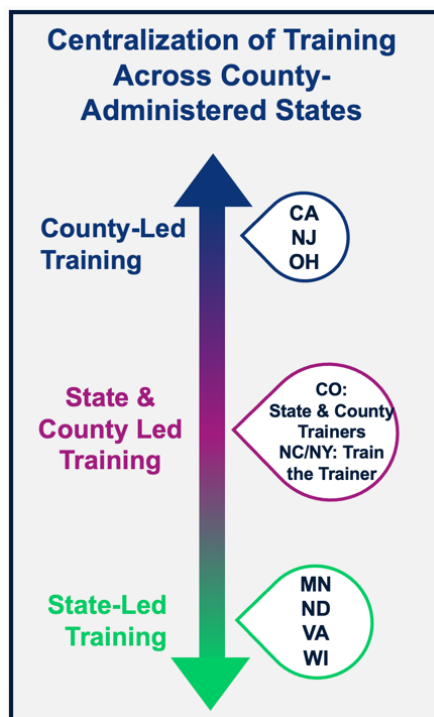 Centralization of Training
Across County-
Administered States
County-Led
Training
CA
NJ
OH
State &
County Led
Training
CO:
State & County
Trainers
NC/NY: Train
the Trainer
State-Led
Training
MN
ND
VA
WI